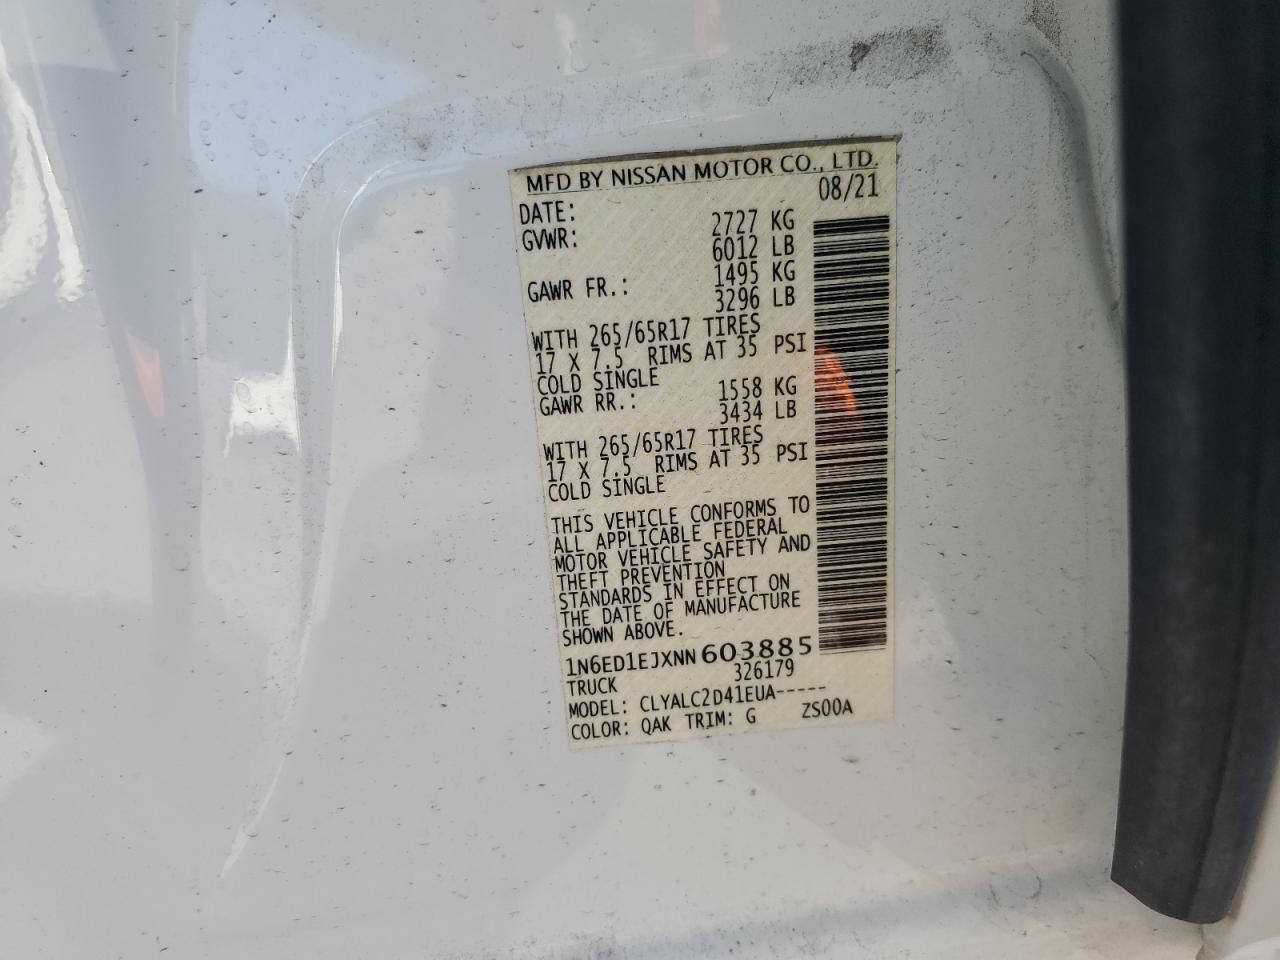 MFD BY NISSAN MOTOR CO., LTD.
DATE: 08/21
GVWR: 2727 KG
6012 LB
GAWR FR.: 1495 KG
3296 LB
WITH 265/65R17 TIRES
17 X 7.5 RIMS AT 35 PSI
COLD SINGLE
GAWR RR.: 1558 KG
3434 LB
WITH 265/65R17 TIRES
17 X 7.5 RIMS AT 35 PSI
COLD SINGLE
THIS VEHICLE CONFORMS TO
ALL APPLICABLE FEDERAL
MOTOR VEHICLE SAFETY AND
THEFT PREVENTION
STANDARDS IN EFFECT ON
THE DATE OF MANUFACTURE
SHOWN ABOVE.
1N6ED1EJXNN603885
TRUCK 326179
MODEL: CLYALC2D41EUA-----
COLOR: QAK TRIM: G ZS00A